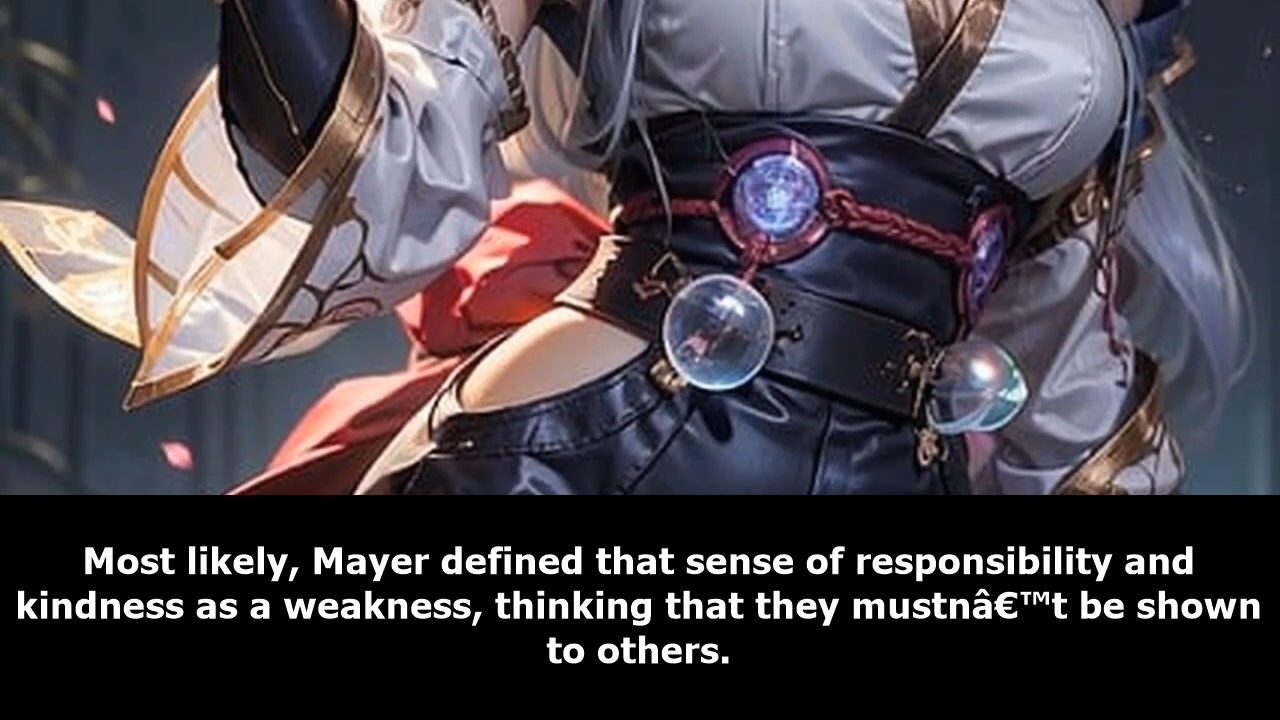 Most likely, Mayer defined that sense of responsibility and
kindness as a weakness, thinking that they mustnâ€™t be shown
to others.